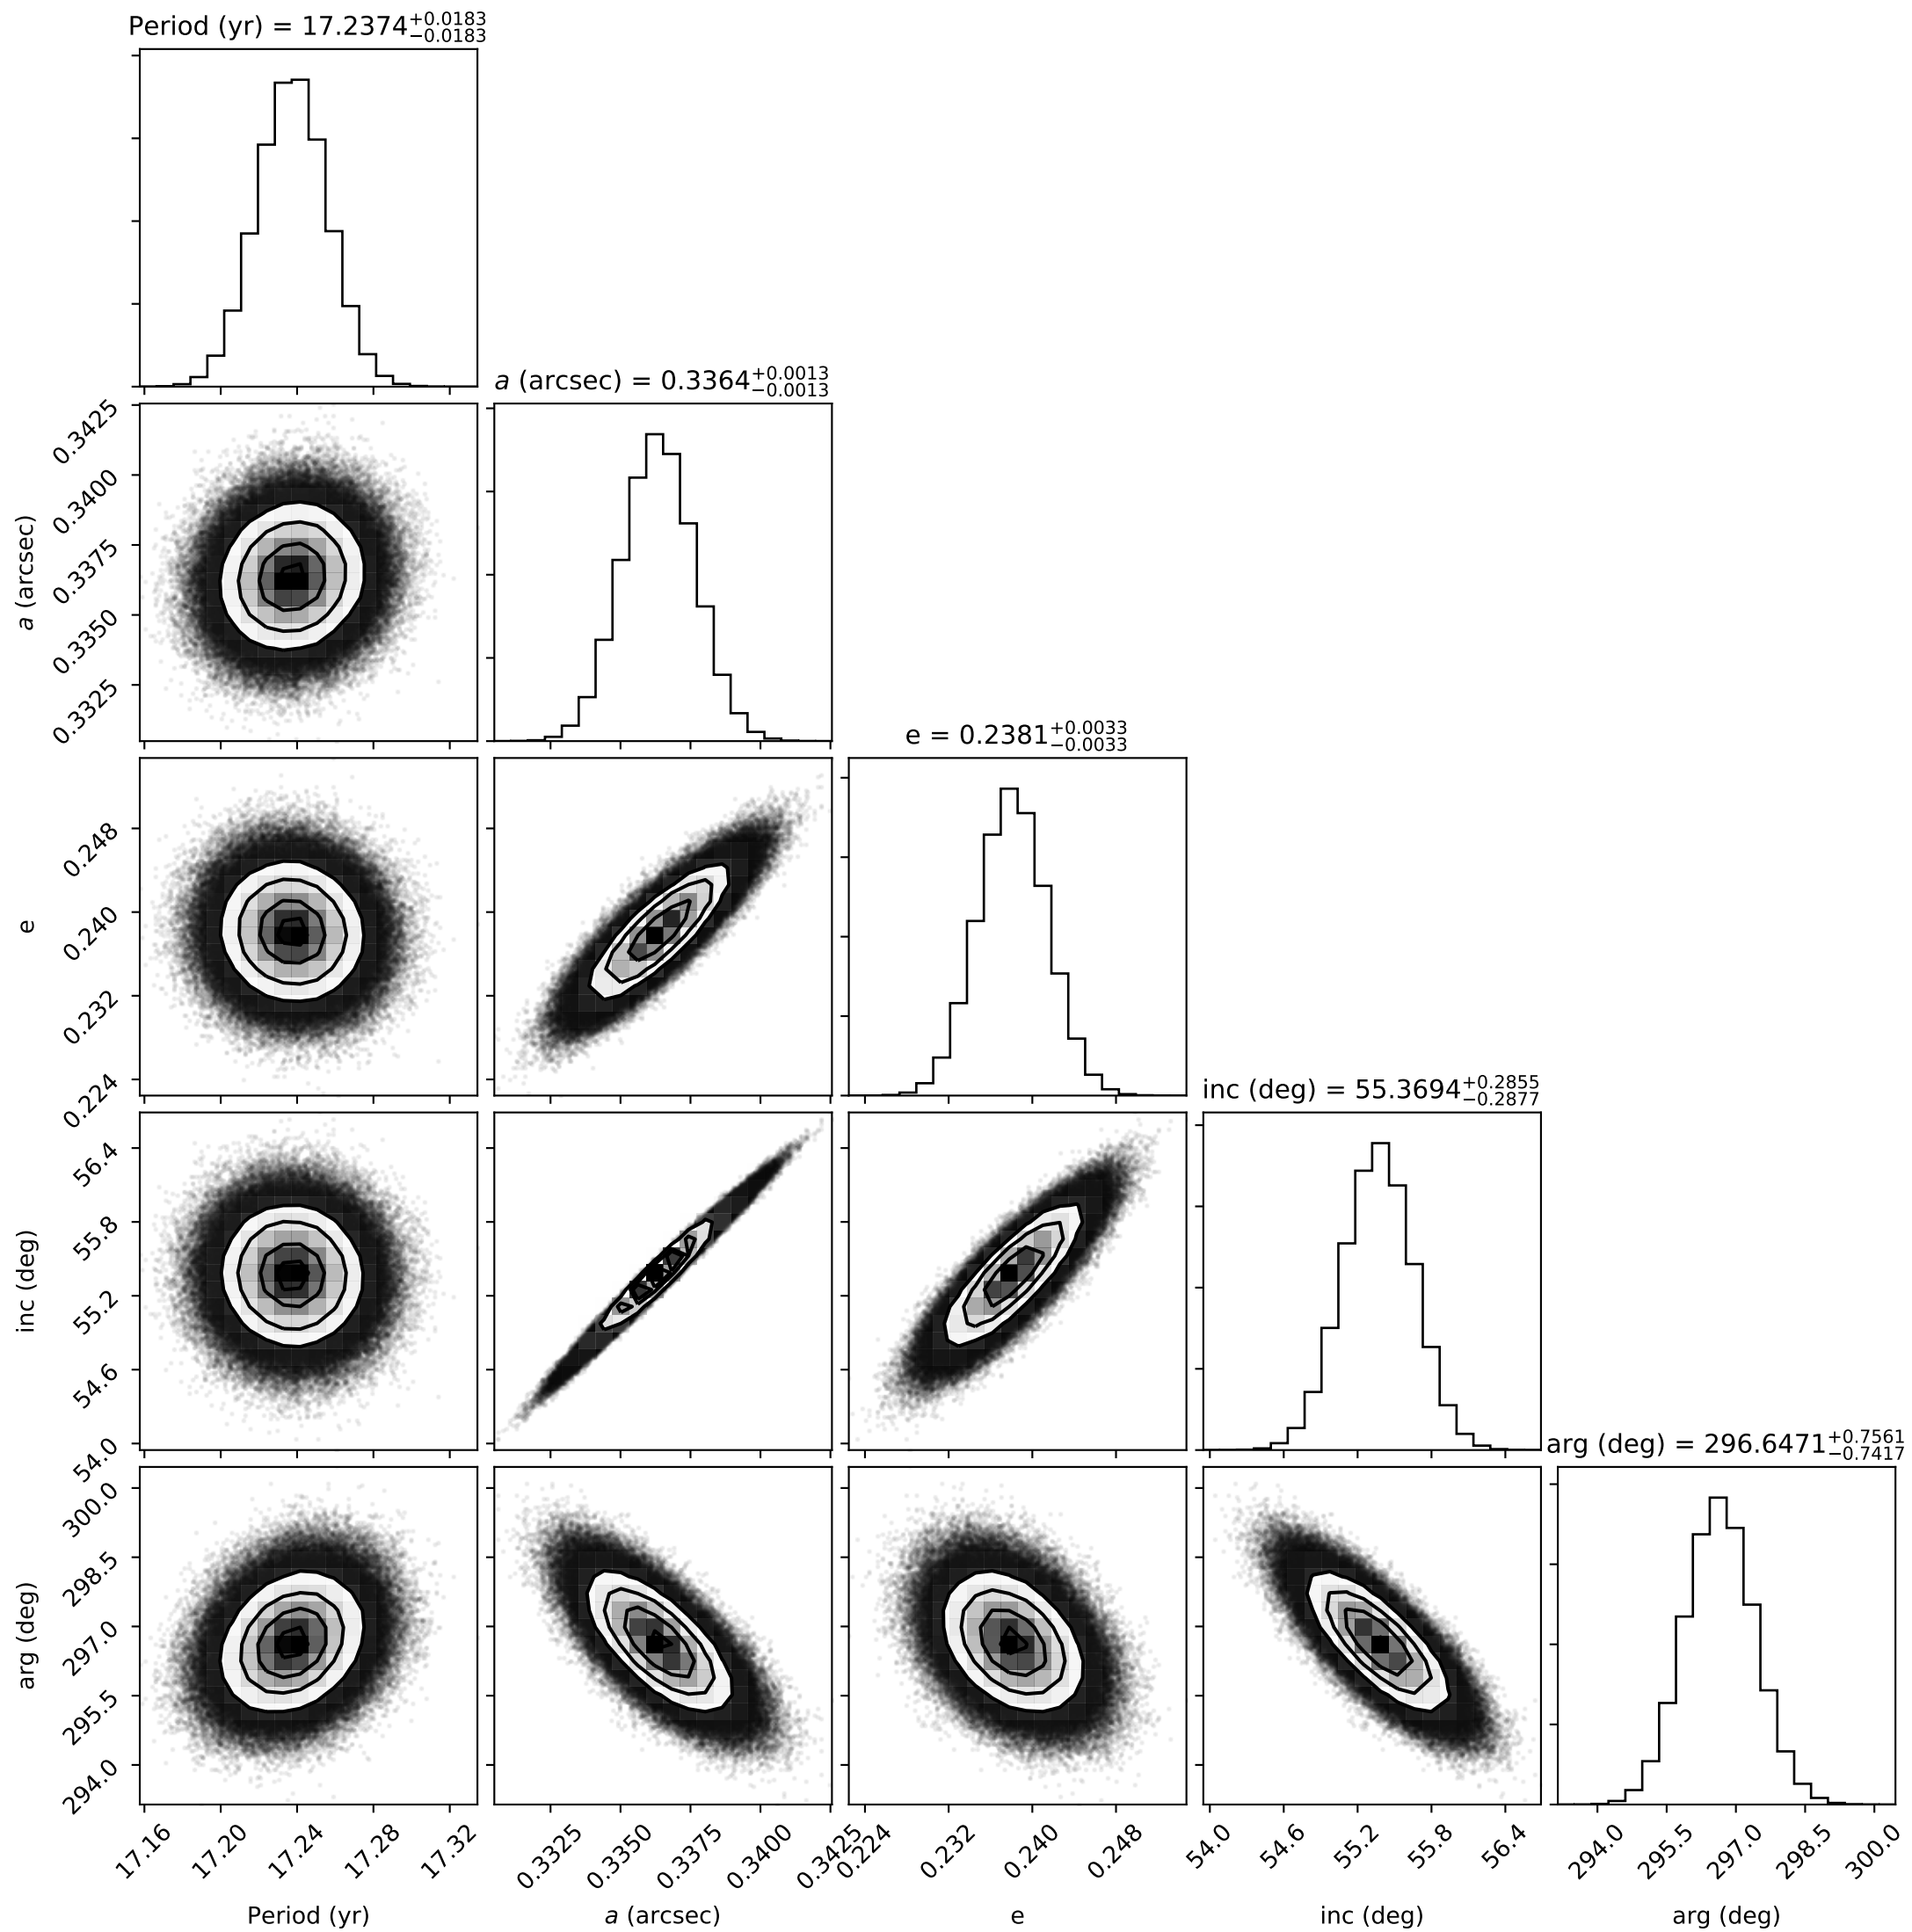 Period (yr) = 17.2374 +0.0183 −0.0183
a (arcsec) = 0.3364 +0.0013 −0.0013
0.3425
0.3400
0.3375
0.3350
0.3325
a (arcsec)
e = 0.2381 +0.0033 −0.0033
0.248
0.240
0.232
0.224
e
inc (deg) = 55.3694 +0.2855 −0.2877
56.4
55.8
55.2
54.6
54.0
inc (deg)
arg (deg) = 296.6471 +0.7561 −0.7417
300.0
298.5
297.0
295.5
294.0
arg (deg)
17.16 17.20 17.24 17.28 17.32 0.3325 0.3350 0.3375 0.3400 0.3425 0.224 0.232 0.240 0.248 54.0 54.6 55.2 55.8 56.4 294.0 295.5 297.0 298.5 300.0
Period (yr) a (arcsec) e inc (deg) arg (deg)